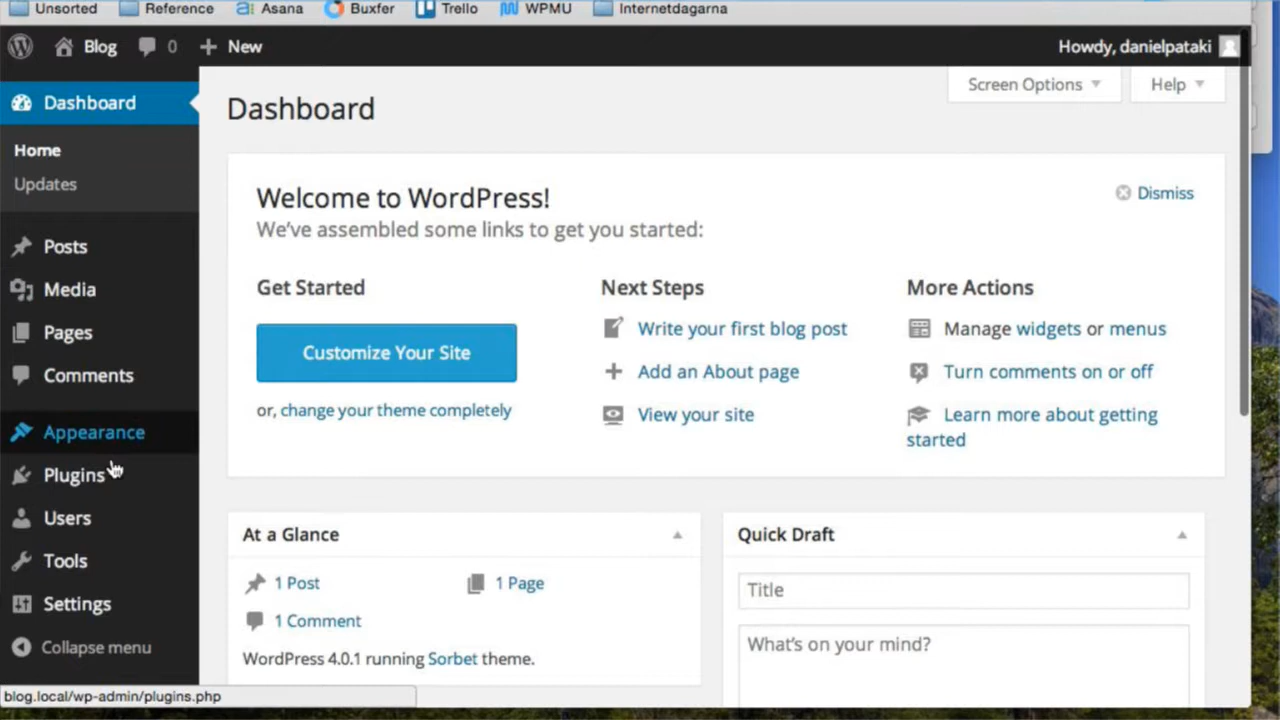 Unsorted Reference Asana Buxfer Trello WPMU Internetdagarna
Blog 0 New Howdy, danielpataki
Dashboard
Home
Updates
Posts
Media
Pages
Comments
Appearance
Plugins
Users
Tools
Settings
Collapse menu
Screen Options Help
Dashboard
Welcome to WordPress!
Dismiss
We've assembled some links to get you started:
Get Started
Customize Your Site
or, change your theme completely
Next Steps
Write your first blog post
Add an About page
View your site
More Actions
Manage widgets or menus
Turn comments on or off
Learn more about getting
started
At a Glance
1 Post 1 Page
1 Comment
WordPress 4.0.1 running Sorbet theme.
Quick Draft
Title
What's on your mind?
blog.local/wp-admin/plugins.php